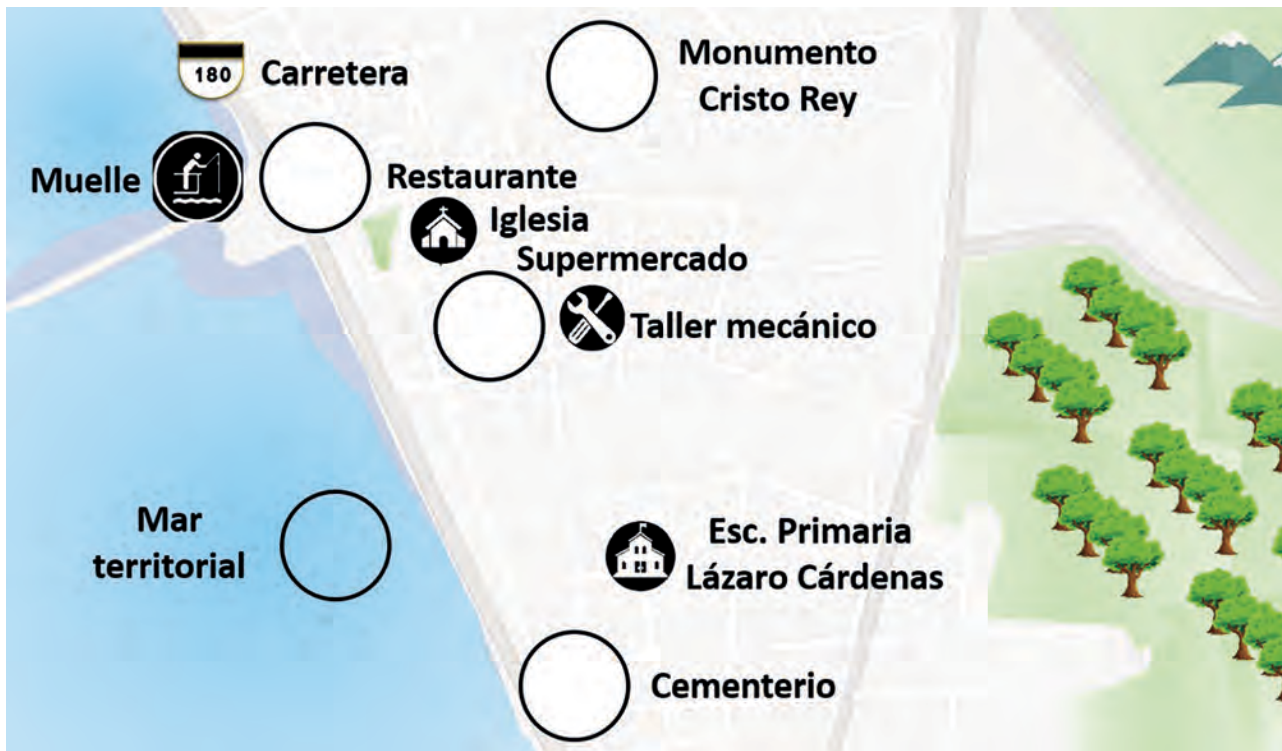 180
Carretera
Monumento
Cristo Rey
Muelle
Restaurante
Iglesia
Supermercado
Taller mecánico
Mar
territorial
Esc. Primaria
Lázaro Cárdenas
Cementerio